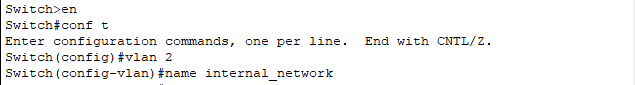 Switch>en
Switch#conf t
Enter configuration commands, one per line.  End with CNTL/Z.
Switch(config)#vlan 2
Switch(config-vlan)#name internal_network